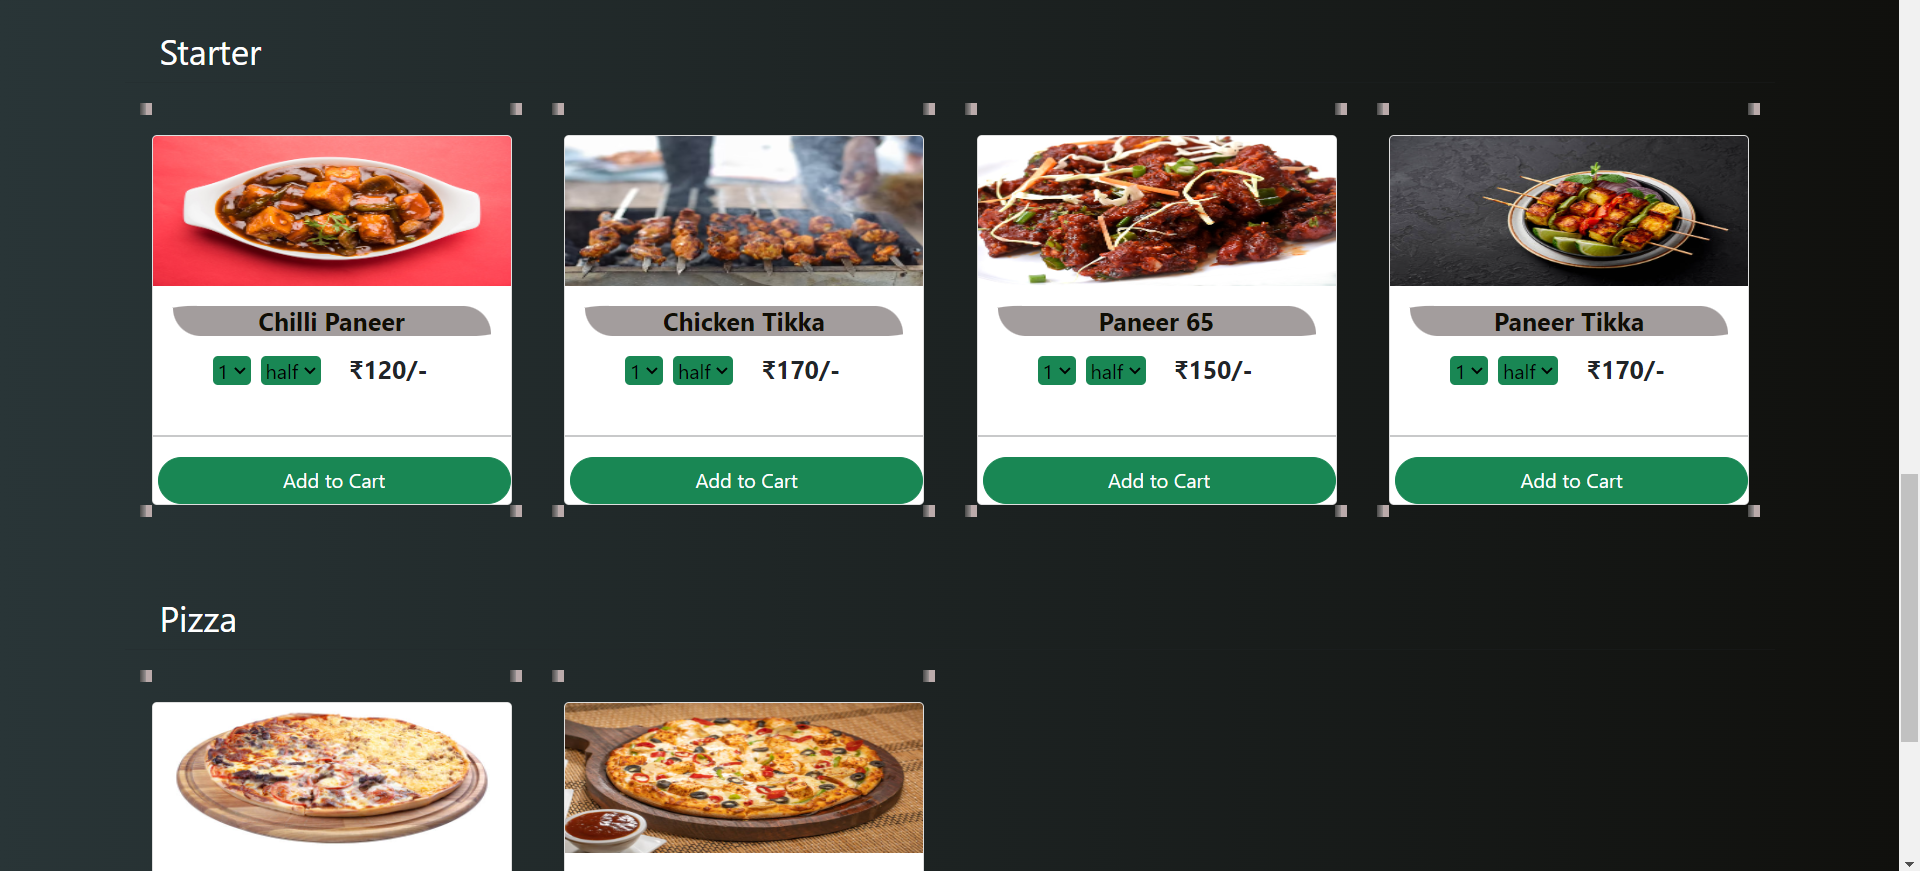 Starter
Chilli Paneer
Chicken Tikka
Paneer 65
Paneer Tikka
1 half ₹120/-
1 half ₹170/-
1 half ₹150/-
1 half ₹170/-
Add to Cart
Add to Cart
Add to Cart
Add to Cart
Pizza